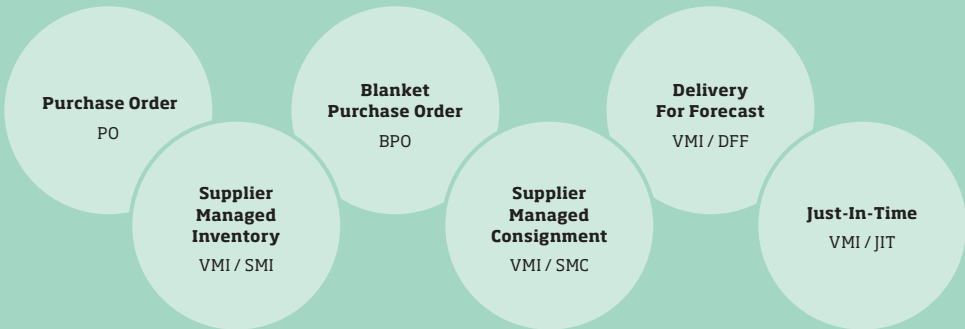 Purchase Order
PO
Supplier
Managed
Inventory
VMI / SMI
Blanket
Purchase Order
BPO
Supplier
Managed
Consignment
VMI / SMC
Delivery
For Forecast
VMI / DFF
Just-In-Time
VMI / JIT